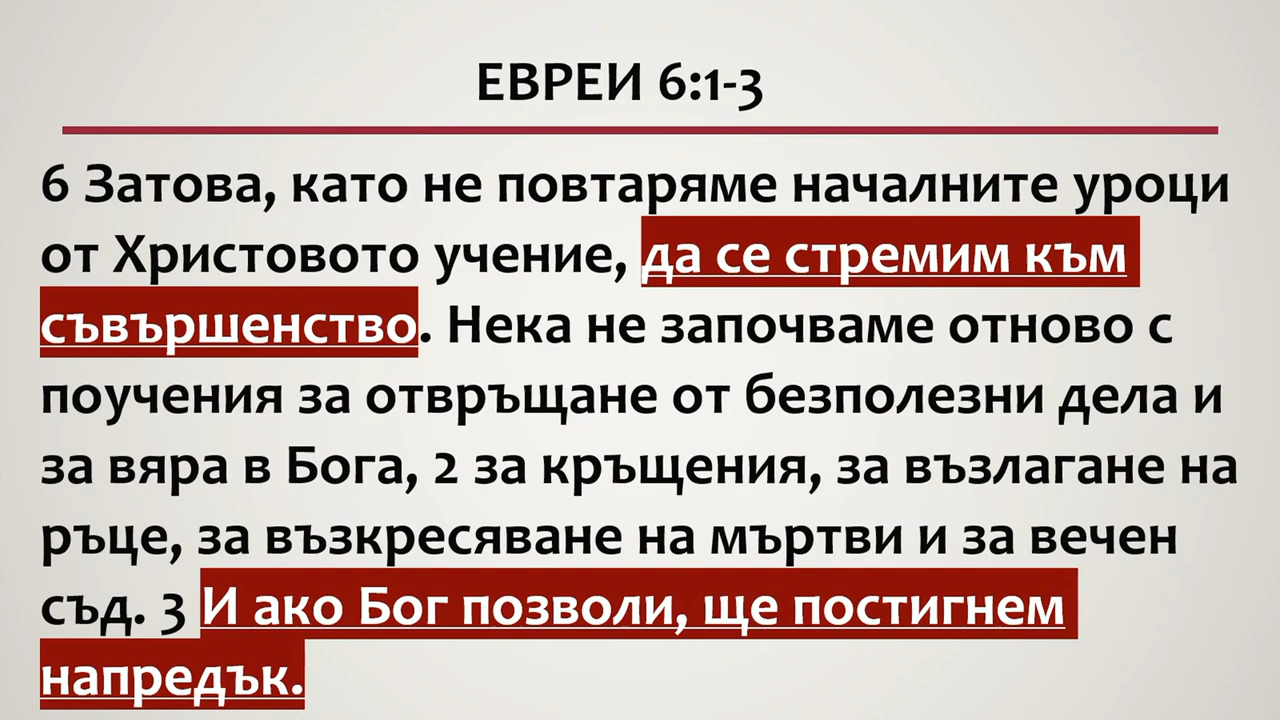 ЕВРЕИ 6:1-3
6 Затова, като не повтаряме началните уроци
от Христовото учение, да се стремим към
съвършенство. Нека не започваме отново с
поучения за отвръщане от безполезни дела и
за вяра в Бога, 2 за кръщения, за възлагане на
ръце, за възкресяване на мъртви и за вечен
съд. 3 И ако Бог позволи, ще постигнем
напредък.